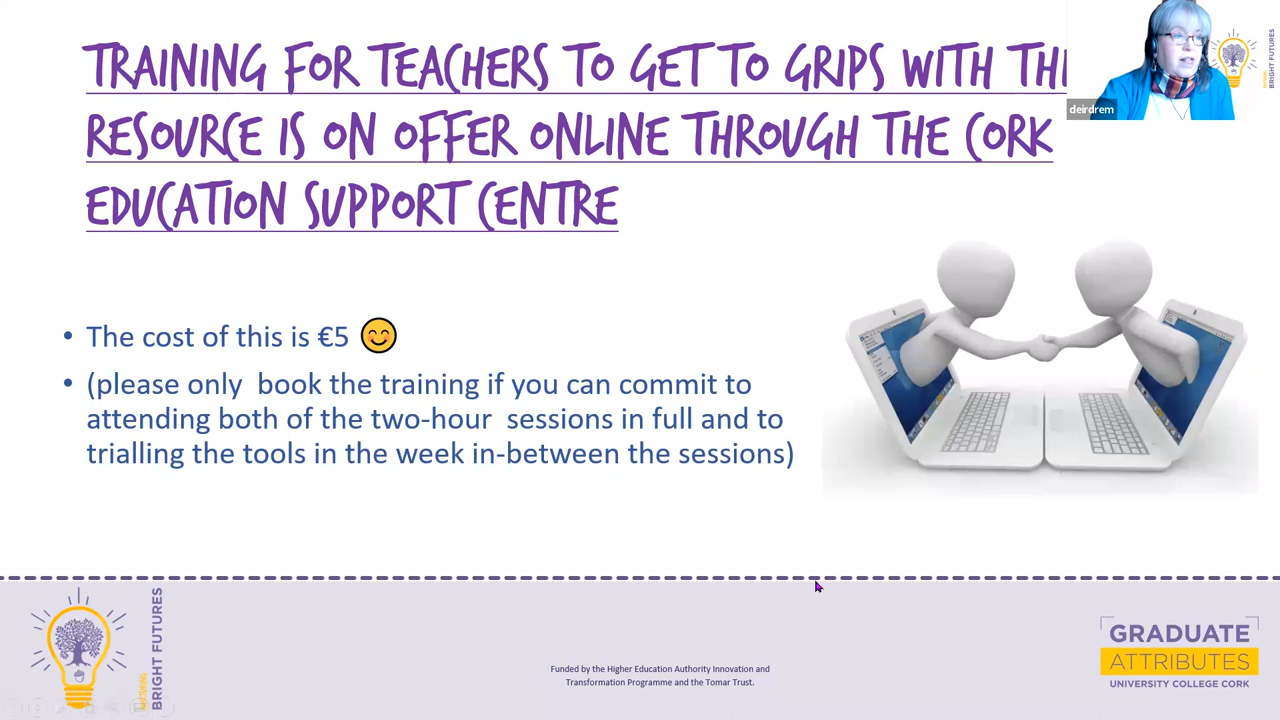 TRAINING FOR TEACHERS TO GET TO GRIPS WITH
RESOURCE IS ON OFFER ONLINE THROUGH THE CORK
EDUCATION SUPPORT CENTRE
deirdrem
BRIGHT FUTURES
• The cost of this is €5 😊
• (please only book the training if you can commit to
attending both of the two-hour sessions in full and to
trialling the tools in the week in-between the sessions)
BRIGHT FUTURES
Funded by the Higher Education Authority Innovation and
Transformation Programme and the Tomar Trust.
GRADUATE
ATTRIBUTES
UNIVERSITY COLLEGE CORK